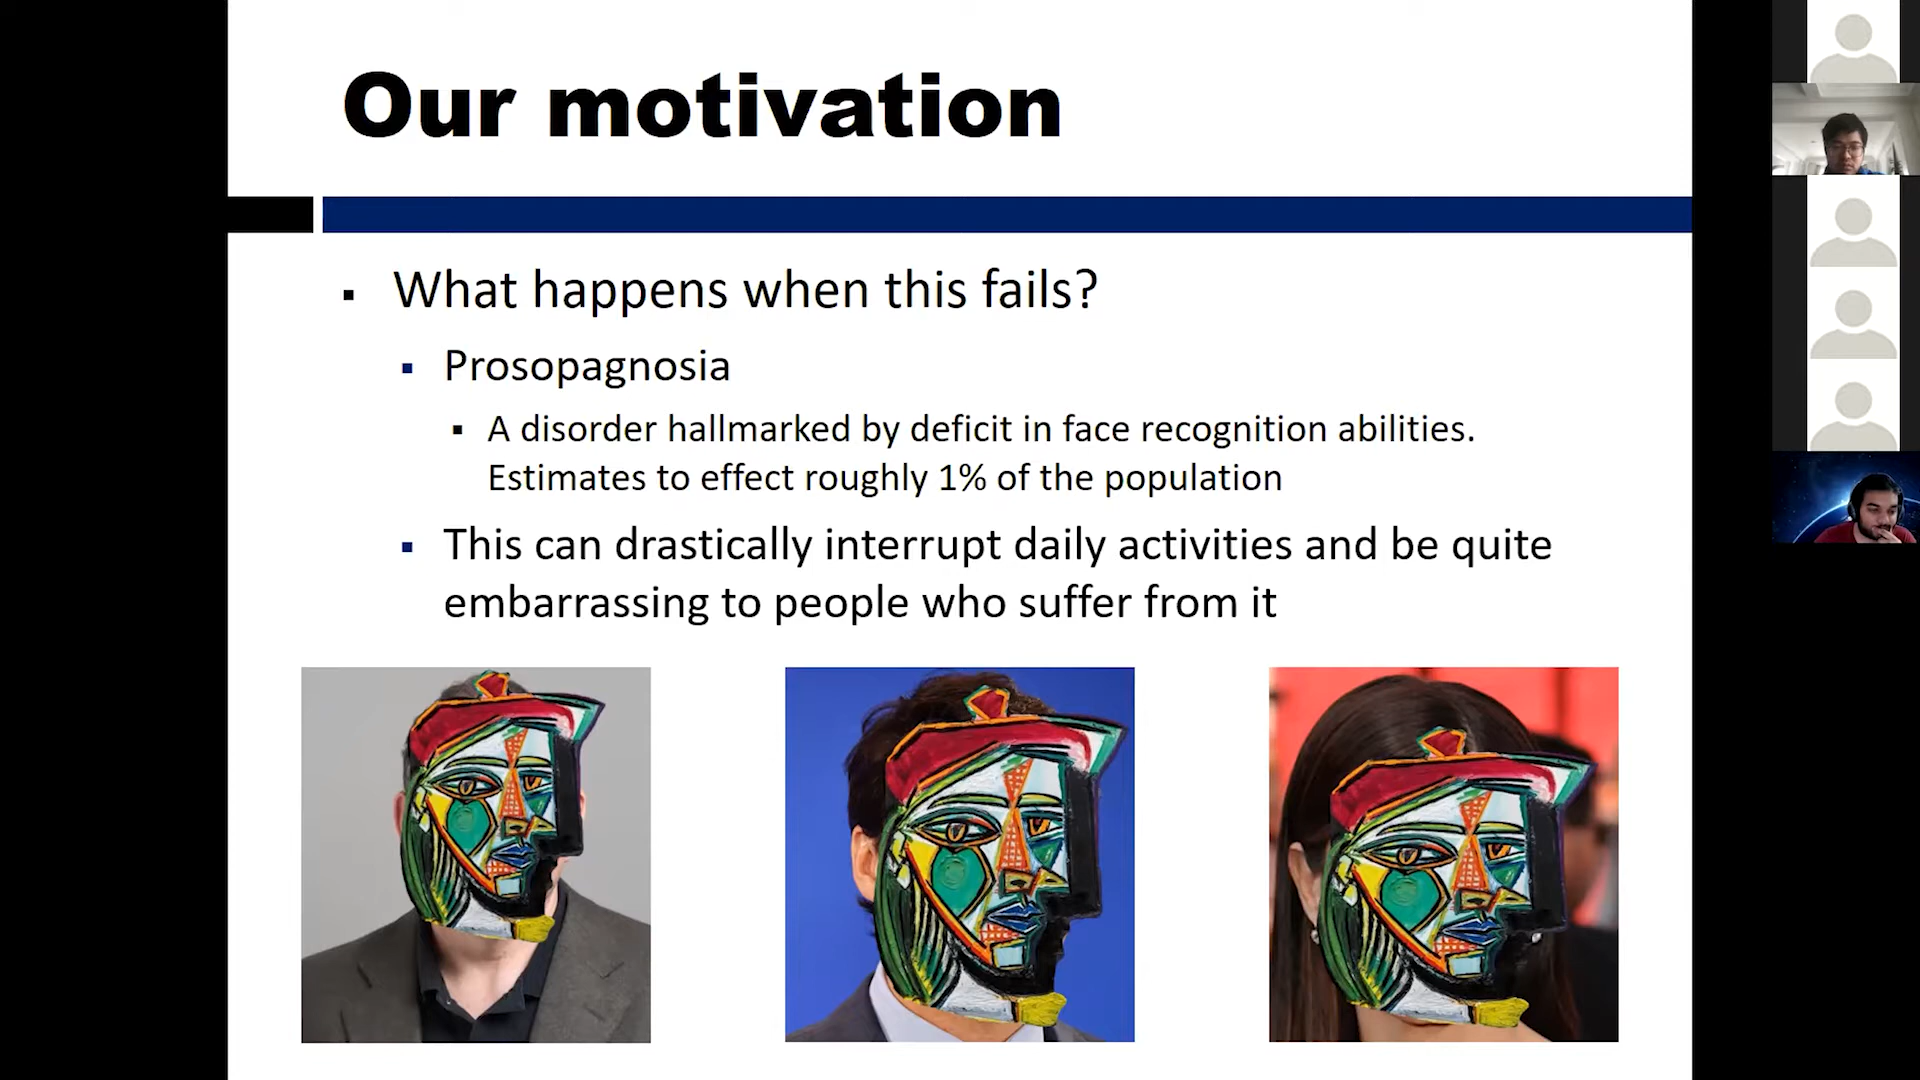 Our motivation
What happens when this fails?
Prosopagnosia
A disorder hallmarked by deficit in face recognition abilities.
Estimates to effect roughly 1% of the population
This can drastically interrupt daily activities and be quite
embarrassing to people who suffer from it